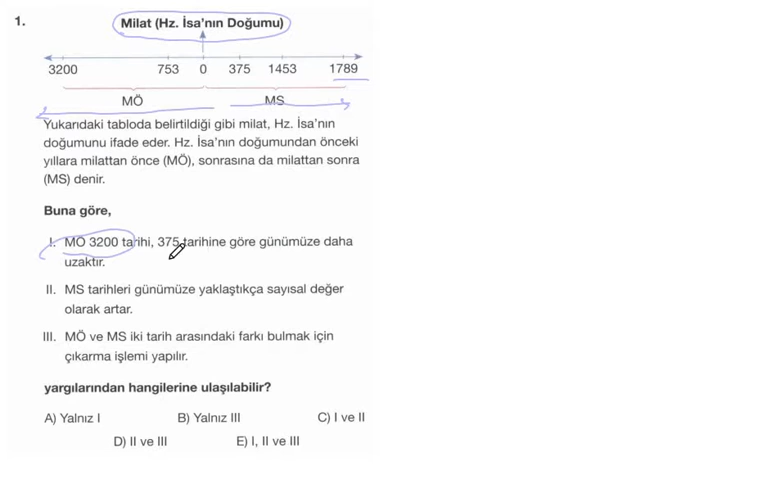 1.
Milat (Hz. İsa'nın Doğumu)
3200 753 0 375 1453 1789
MÖ MS
Yukarıdaki tabloda belirtildiği gibi milat, Hz. İsa'nın
doğumunu ifade eder. Hz. İsa'nın doğumundan önceki
yıllara milattan önce (MÖ), sonrasına da milattan sonra
(MS) denir.
Buna göre,
I. MÖ 3200 tarihi, 375 tarihine göre günümüze daha
uzaktır.
II. MS tarihleri günümüze yaklaştıkça sayısal değer
olarak artar.
III. MÖ ve MS iki tarih arasındaki farkı bulmak için
çıkarma işlemi yapılır.
yargılarından hangilerine ulaşılabilir?
A) Yalnız I B) Yalnız III C) I ve II
D) II ve III E) I, II ve III